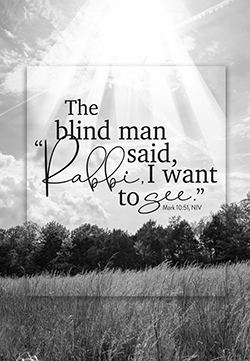 The
blind man
said,
“Rabbi, I want
to see.”
Mark 10:51, NIV